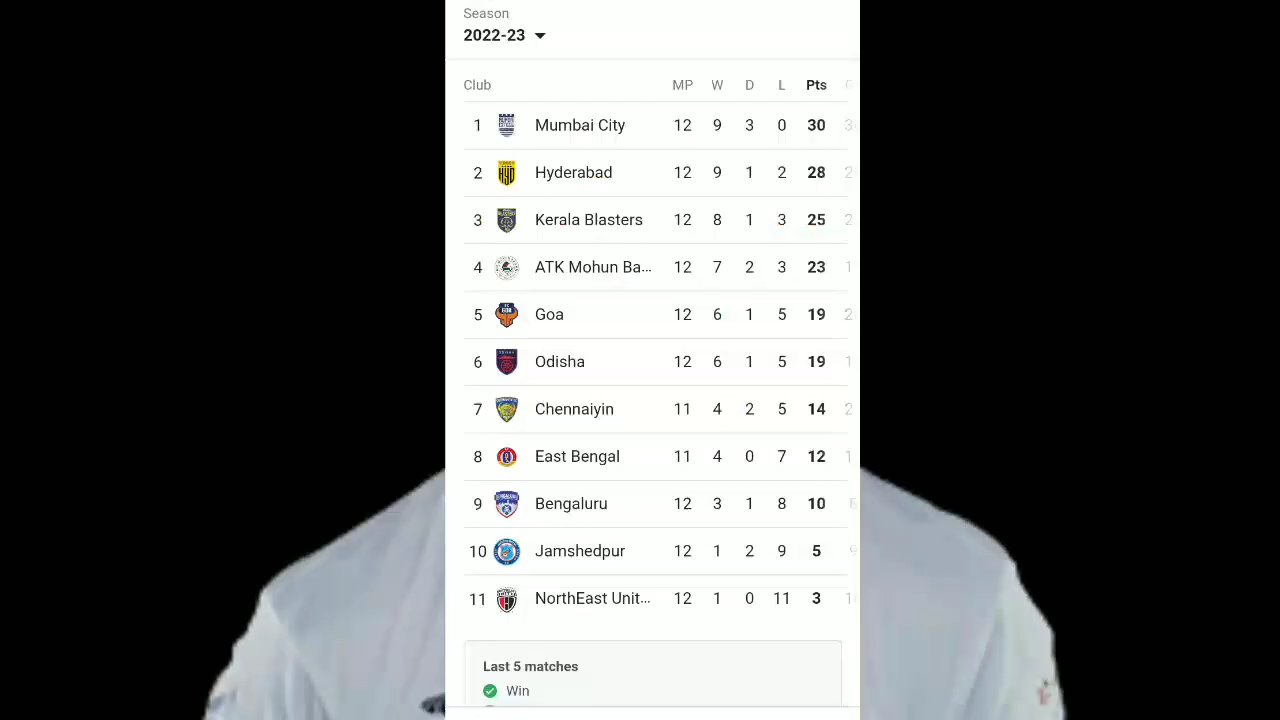 Season
2022-23
Club MP W D L Pts
1 Mumbai City 12 9 3 0 30
2 Hyderabad 12 9 1 2 28
3 Kerala Blasters 12 8 1 3 25
4 ATK Mohun Ba... 12 7 2 3 23
5 Goa 12 6 1 5 19
6 Odisha 12 6 1 5 19
7 Chennaiyin 11 4 2 5 14
8 East Bengal 11 4 0 7 12
9 Bengaluru 12 3 1 8 10
10 Jamshedpur 12 1 2 9 5
11 NorthEast Unit... 12 1 0 11 3
Last 5 matches
Win